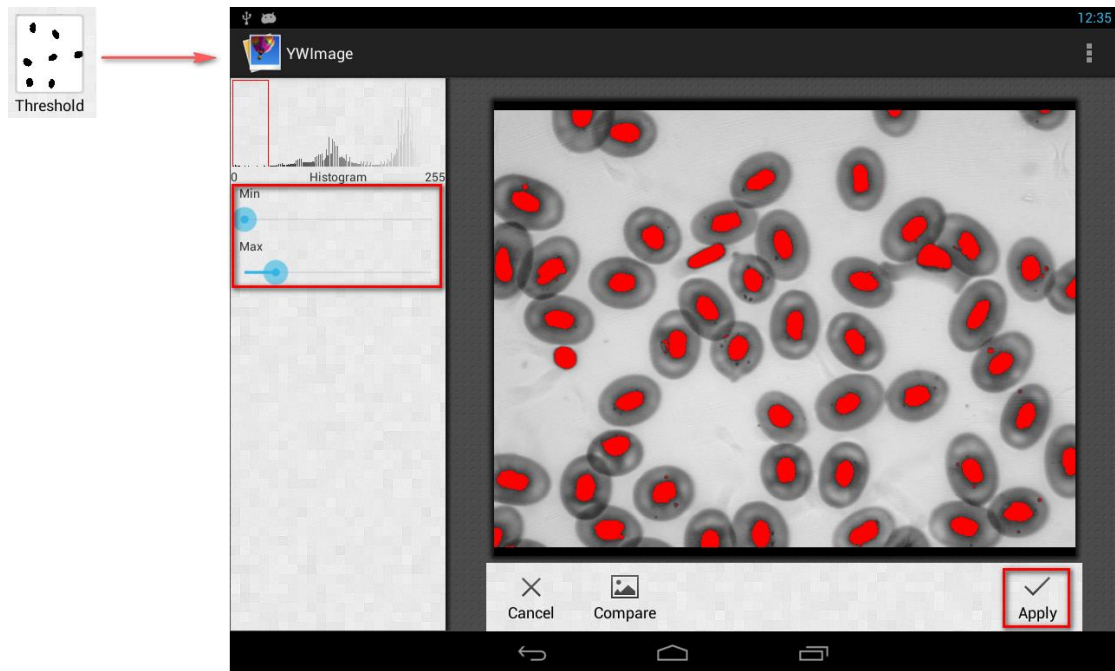 Threshold
12:35
YWImage
0 Histogram 255
Min
Max
Cancel Compare Apply